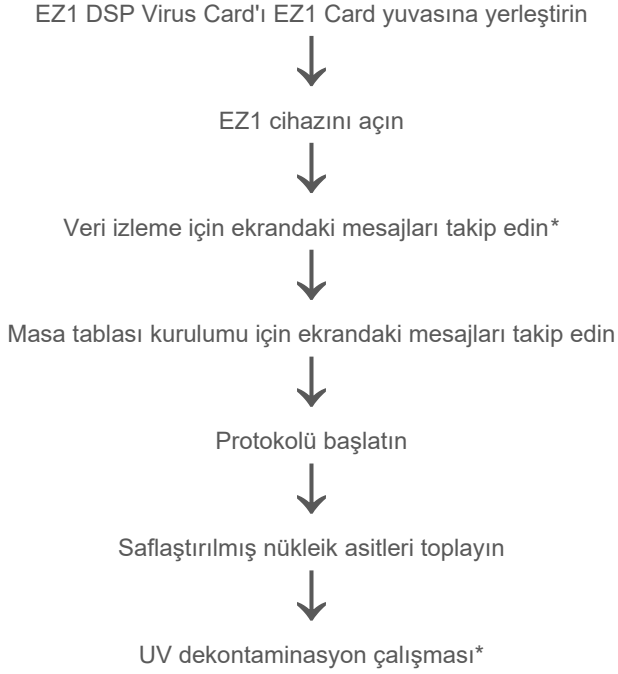 EZ1 DSP Virus Card'ı EZ1 Card yuvasına yerleştirin
EZ1 cihazını açın
Veri izleme için ekrandaki mesajları takip edin*
Masa tablası kurulumu için ekrandaki mesajları takip edin
Protokolü başlatın
Saflaştırılmış nükleik asitleri toplayın
UV dekontaminasyon çalışması*